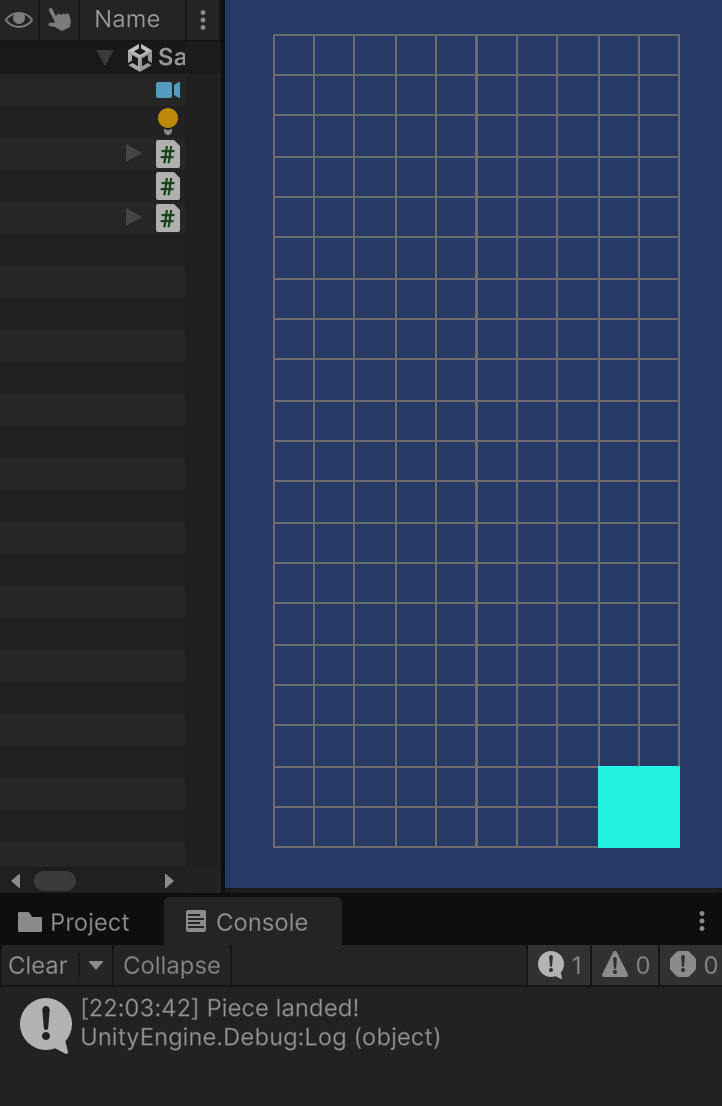 Name
Sa
#
#
#
Project
Console
Clear
Collapse
1
0
0
[22:03:42] Piece landed!
UnityEngine.Debug:Log (object)